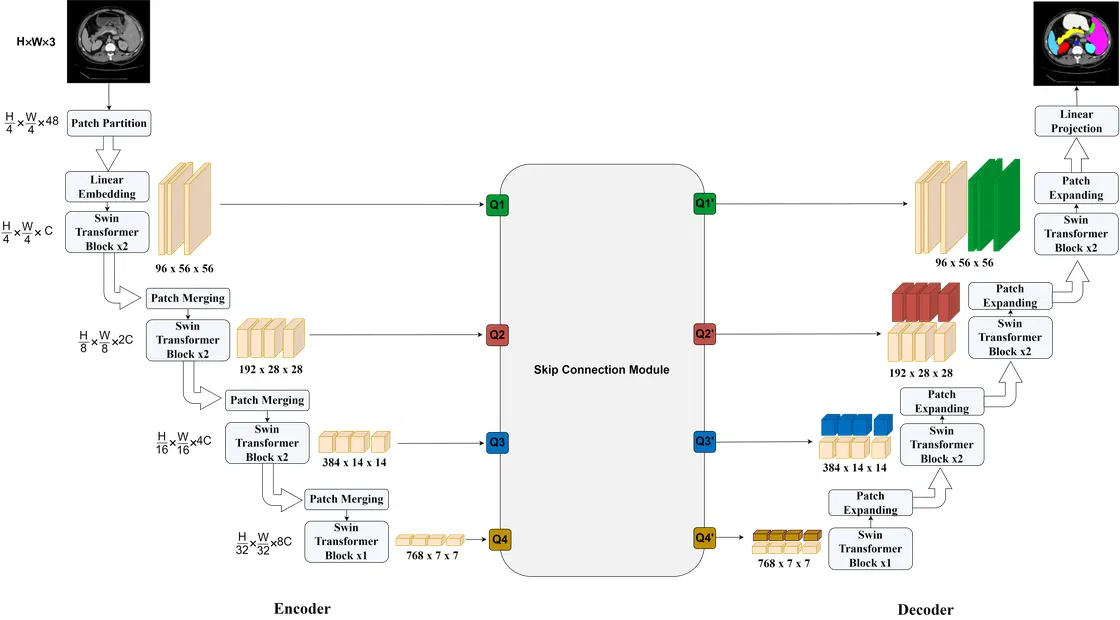 H×W×3
H/4 × W/4 ×48
Patch Partition
Linear
Embedding
Swin
Transformer
Block x2
H/4 × W/4 × C
96 x 56 x 56
Patch Merging
Swin
Transformer
Block x2
H/8 × W/8 ×2C
192 x 28 x 28
Patch Merging
Swin
Transformer
Block x2
H/16 × W/16 ×4C
384 x 14 x 14
Patch Merging
Swin
Transformer
Block x1
H/32 × W/32 ×8C
768 x 7 x 7
Encoder
Q1
Q2
Q3
Q4
Skip Connection Module
Q1'
Q2'
Q3'
Q4'
Linear
Projection
Patch
Expanding
Swin
Transformer
Block x2
96 x 56 x 56
Patch
Expanding
Swin
Transformer
Block x2
192 x 28 x 28
Patch
Expanding
Swin
Transformer
Block x2
384 x 14 x 14
Patch
Expanding
Swin
Transformer
Block x1
768 x 7 x 7
Decoder